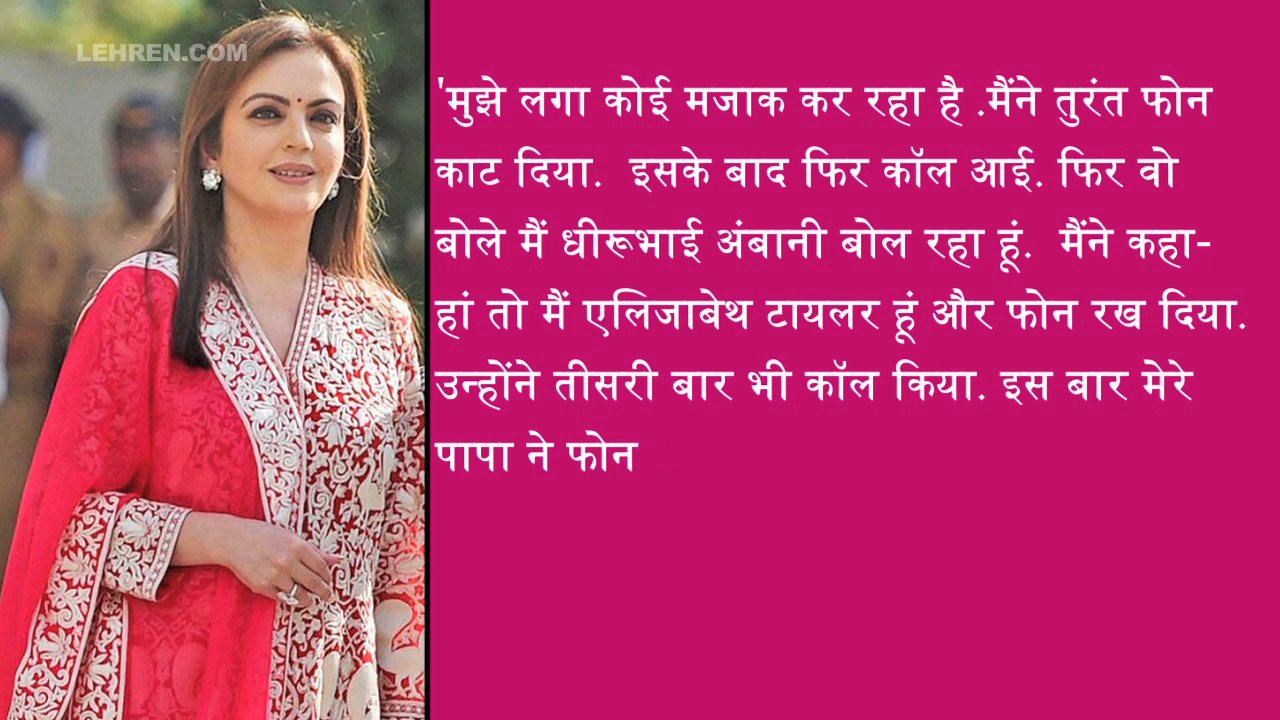 LEHREN.COM
'मुझे लगा कोई मजाक कर रहा है .मैंने तुरंत फोन
काट दिया.  इसके बाद फिर कॉल आई. फिर वो
बोले मैं धीरूभाई अंबानी बोल रहा हूं.  मैंने कहा-
हां तो मैं एलिजाबेथ टायलर हूं और फोन रख दिया.
उन्होंने तीसरी बार भी कॉल किया. इस बार मेरे
पापा ने फोन